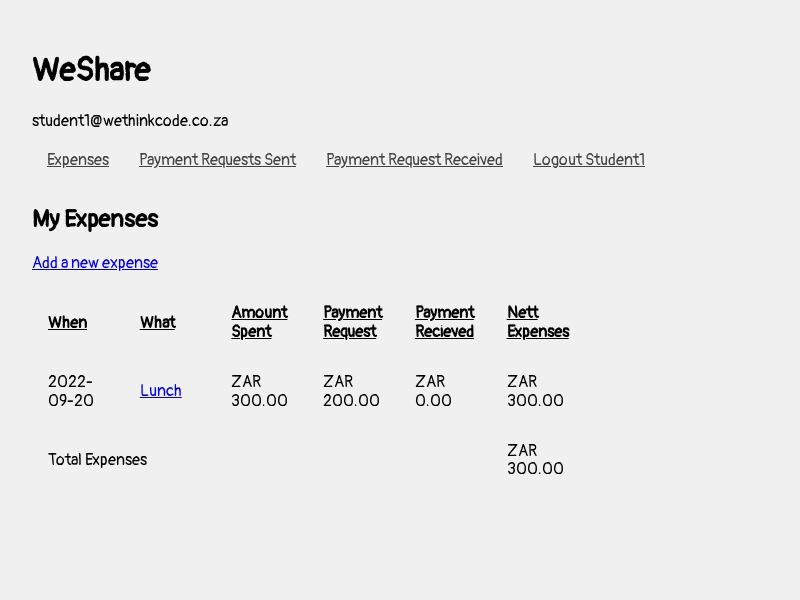 WeShare
student1@wethinkcode.co.za
Expenses Payment Requests Sent Payment Request Received Logout Student1
My Expenses
Add a new expense
When What Amount Spent Payment Request Payment Recieved Nett Expenses
2022-09-20 Lunch ZAR 300.00 ZAR 200.00 ZAR 0.00 ZAR 300.00
Total Expenses ZAR 300.00